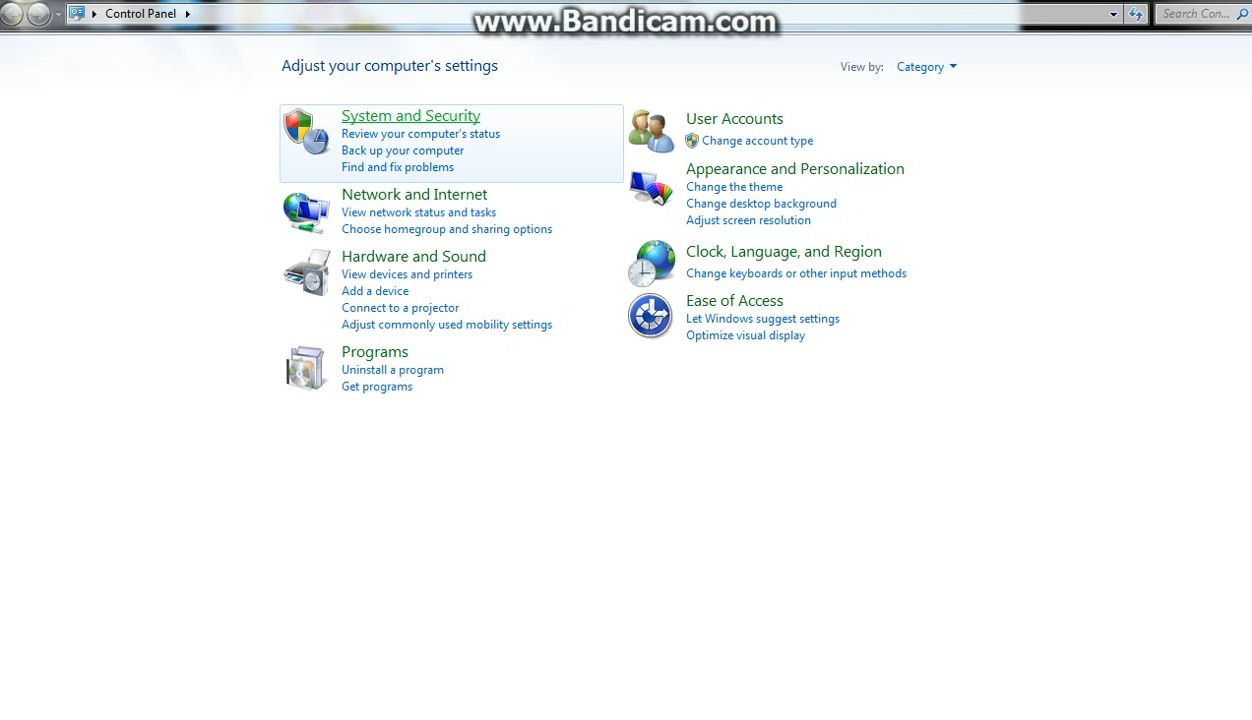 Control Panel
www.Bandicam.com
Search Con...
Adjust your computer's settings
View by: Category
System and Security
Review your computer's status
Back up your computer
Find and fix problems
Network and Internet
View network status and tasks
Choose homegroup and sharing options
Hardware and Sound
View devices and printers
Add a device
Connect to a projector
Adjust commonly used mobility settings
Programs
Uninstall a program
Get programs
User Accounts
Change account type
Appearance and Personalization
Change the theme
Change desktop background
Adjust screen resolution
Clock, Language, and Region
Change keyboards or other input methods
Ease of Access
Let Windows suggest settings
Optimize visual display